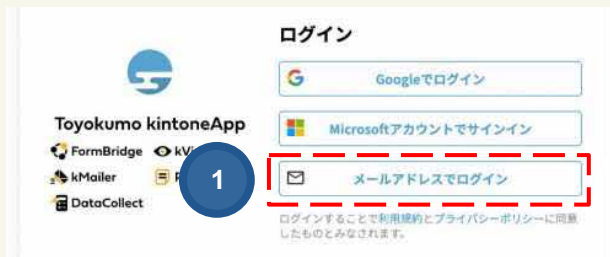 ログイン
Googleでログイン
Toyokumo kintoneApp
Microsoftアカウントでサインイン
FormBridge
kMailer
1
メールアドレスでログイン
DataCollect
ログインすることで利用規約とプライバシーポリシーに同意
したものとみなされます。